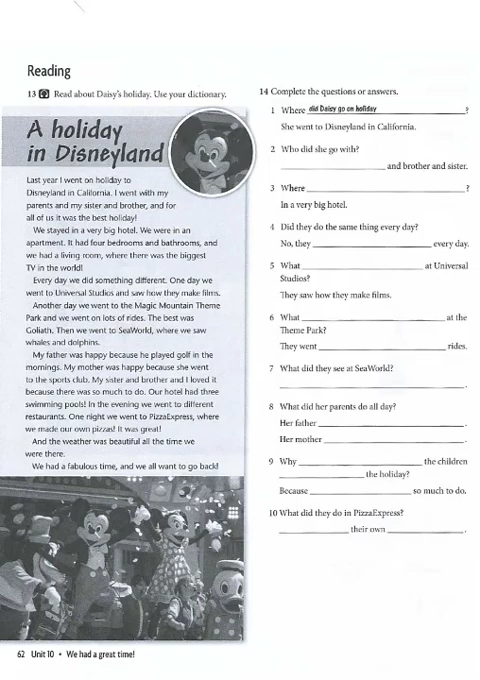 Reading
13 Read about Daisy's holiday. Use your dictionary.
A holiday
in Disneyland
Last year I went on holiday to
Disneyland in California. I went with my
parents and my sister and brother, and for
all of us it was the best holiday!
We stayed in a very big hotel. We were in an
apartment. It had four bedrooms and bathrooms, and
we had a living room, where there was the biggest
TV in the world!
Every day we did something different. One day we
went to Universal Studios and saw how they make films.
Another day we went to the Magic Mountain Theme
Park and we went on lots of rides. The best was
Goliath. Then we went to SeaWorld, where we saw
whales and dolphins.
My father was happy because he played golf in the
mornings. My mother was happy because she went
to the sports club. My sister and brother and I loved it
because there was so much to do. Our hotel had three
swimming pools! In the evening we went to different
restaurants. One night we went to PizzaExpress, where
we made our own pizzas! It was great!
And the weather was beautiful all the time we
were there.
We had a fabulous time, and we all want to go back!
14 Complete the questions or answers.
1 Where did Daisy go on holiday ?
She went to Disneyland in California.
2 Who did she go with?
and brother and sister.
3 Where ?
In a very big hotel.
4 Did they do the same thing every day?
No, they every day.
5 What at Universal
Studios?
They saw how they make films.
6 What at the
Theme Park?
They went rides.
7 What did they see at SeaWorld?
.
8 What did her parents do all day?
Her father .
Her mother .
9 Why the children
the holiday?
Because so much to do.
10 What did they do in PizzaExpress?
their own .
62 Unit 10 • We had a great time!